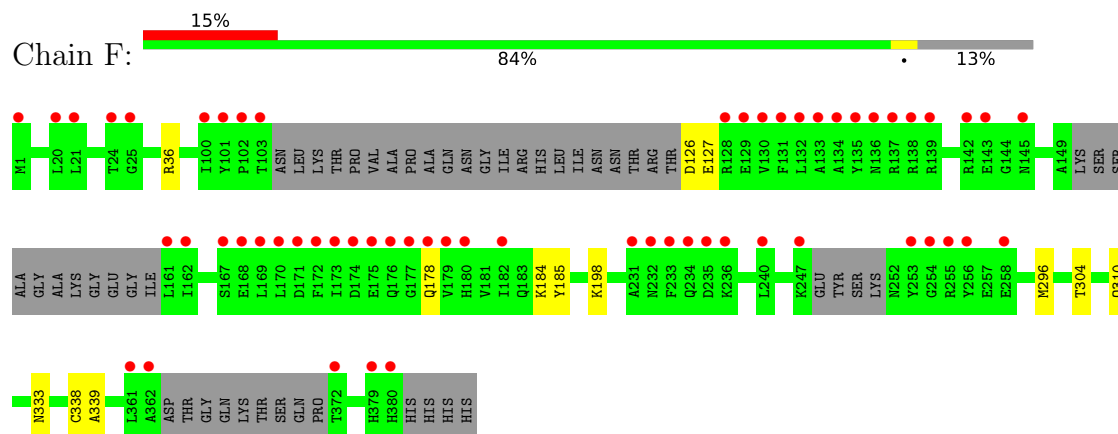 15%
Chain F:
84%
•
13%
M1 L20 L21 T24 G25 R36 I100 Y101 P102 T103 ASN LEU LYS THR PRO VAL ALA PRO ALA GLN ASN GLY ILE ARG HIS LEU ILE ASN ASN THR ARG THR D126 E127 R128 E129 V130 F131 L132 A133 A134 Y135 N136 R137 R138 R139 R142 E143 G144 N145 A149 LYS SER SER
ALA GLY ALA LYS GLY GLU GLY ILE L161 I162 S167 E168 L169 L170 D171 F172 I173 D174 E175 Q176 G177 Q178 V179 H180 V181 I182 Q183 K184 Y185 K198 A231 N232 F233 Q234 D235 K236 L240 K247 GLU TYR SER LYS N252 Y253 G254 R255 Y256 E257 E258 M296 T304
N333 C338 A339 L361 A362 ASP THR GLY GLN LYS THR SER GLN PRO T372 H379 H380 HIS HIS HIS HIS